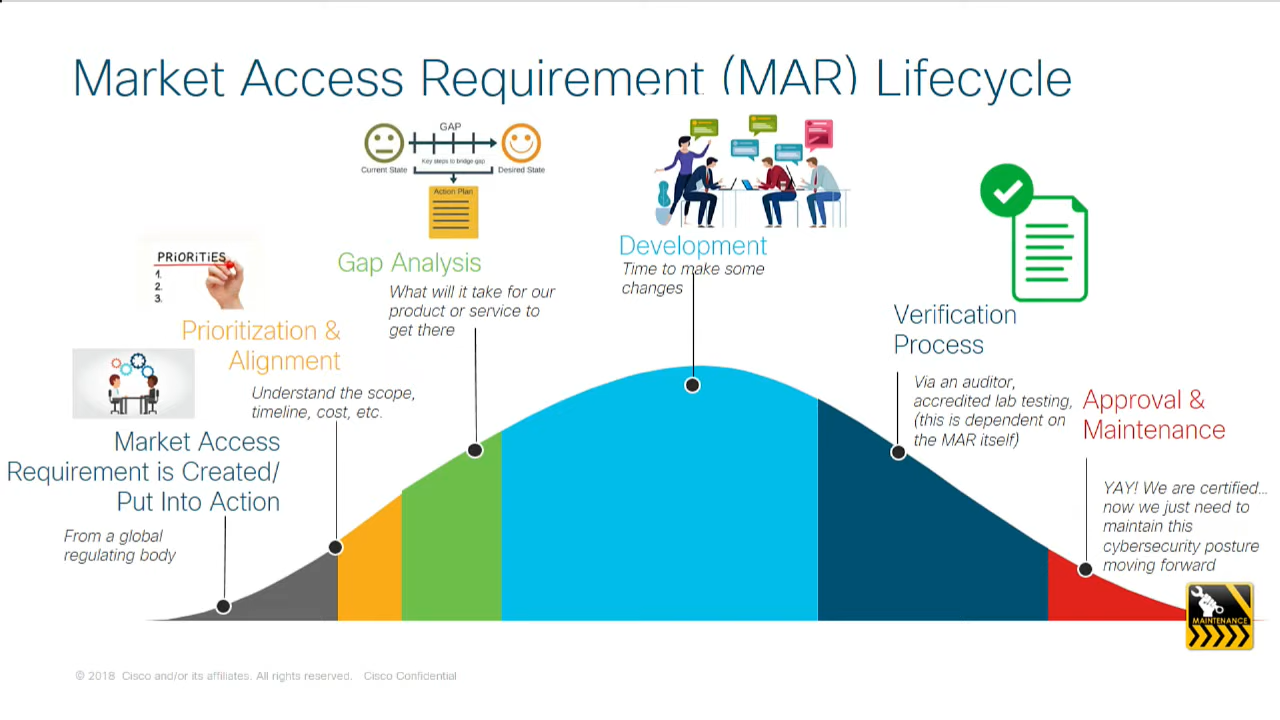 Market Access Requirement (MAR) Lifecycle
GAP
Key steps to bridge gap
Current State
Desired State
Action Plan
PRiORiTiES
1.
2.
3.
Market Access
Requirement is Created/
Put Into Action
From a global
regulating body
Prioritization &
Alignment
Understand the scope,
timeline, cost, etc.
Gap Analysis
What will it take for our
product or service to
get there
Development
Time to make some
changes
Verification
Process
Via an auditor,
accredited lab testing,
(this is dependent on
the MAR itself)
Approval &
Maintenance
YAY! We are certified...
now we just need to
maintain this
cybersecurity posture
moving forward
MAINTENANCE
© 2018 Cisco and/or its affiliates. All rights reserved. Cisco Confidential